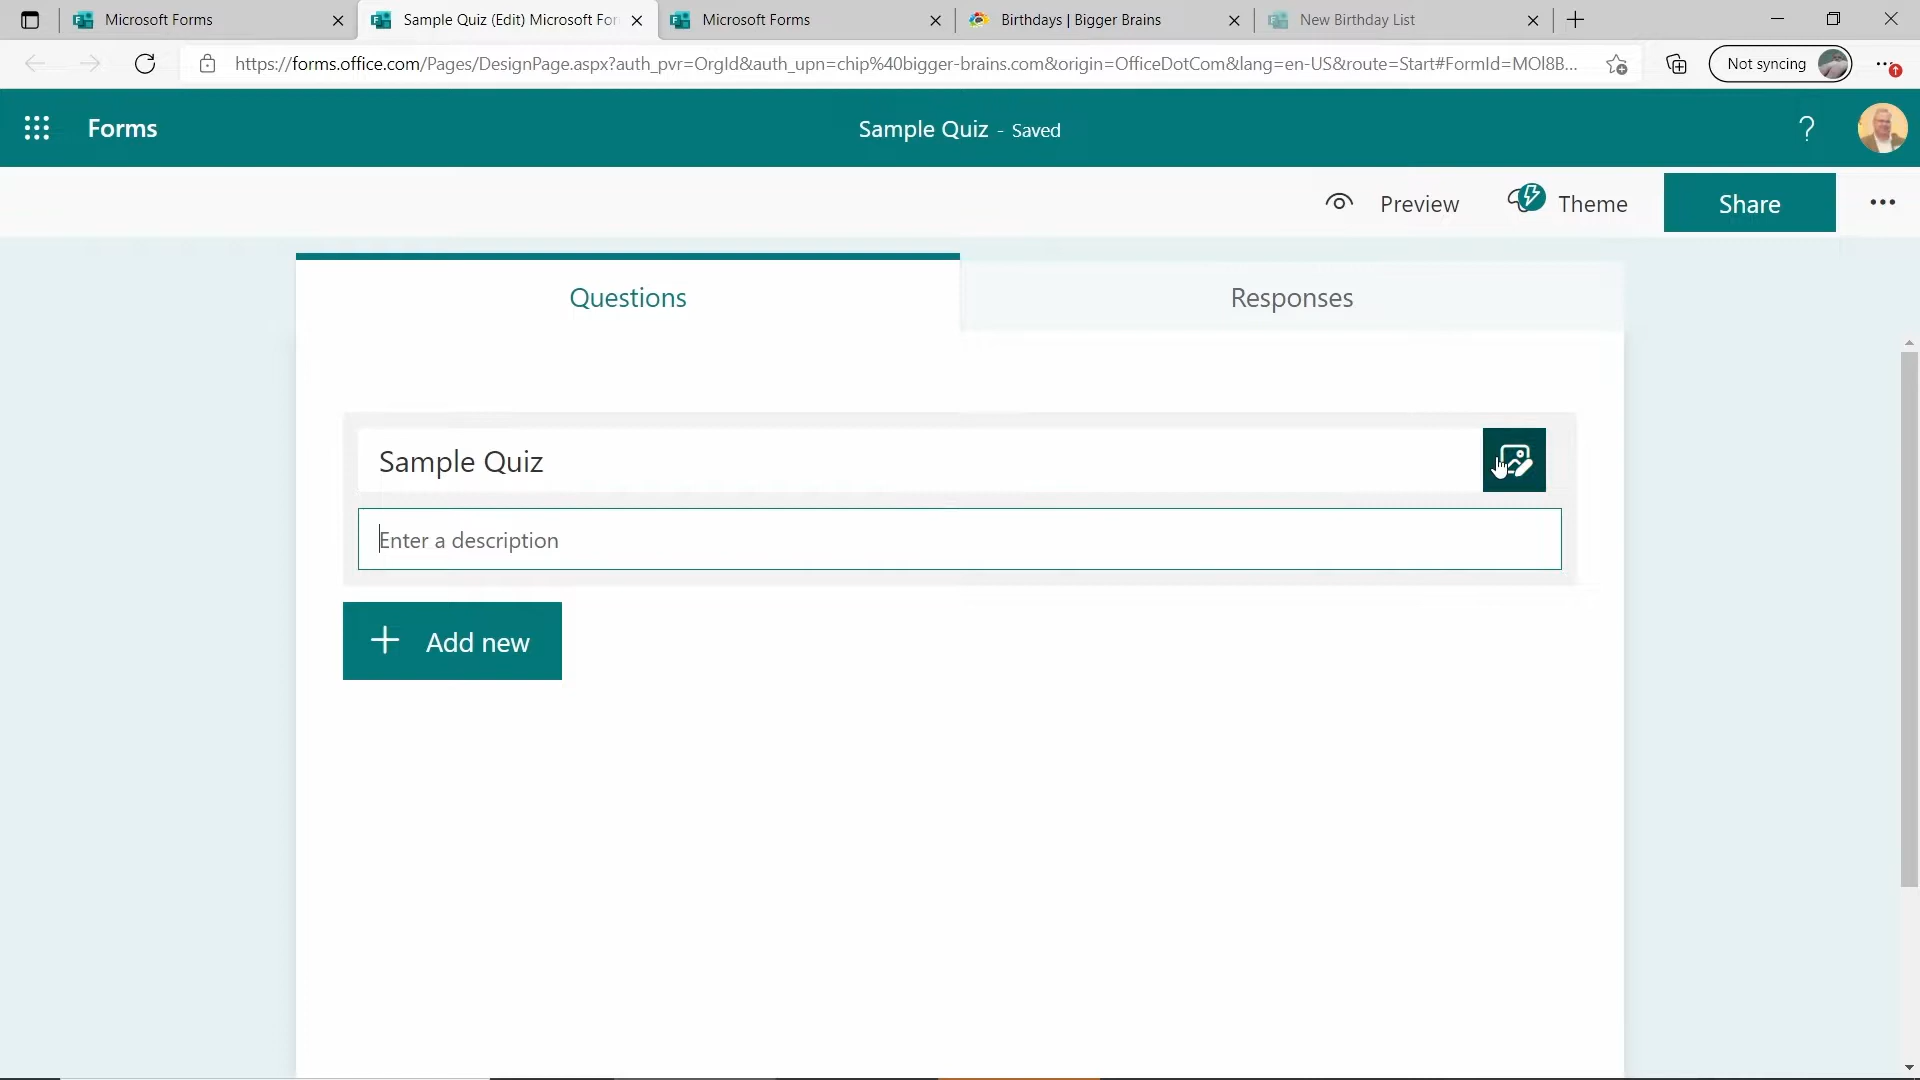 Microsoft Forms
Sample Quiz (Edit) Microsoft For
Microsoft Forms
Birthdays | Bigger Brains
New Birthday List
https://forms.office.com/Pages/DesignPage.aspx?auth_pvr=OrgId&auth_upn=chip%40bigger-brains.com&origin=OfficeDotCom&lang=en-US&route=Start#FormId=MOl8B...
Not syncing
Forms
Sample Quiz - Saved
?
Preview
Theme
Share
Questions
Responses
Sample Quiz
Enter a description
Add new